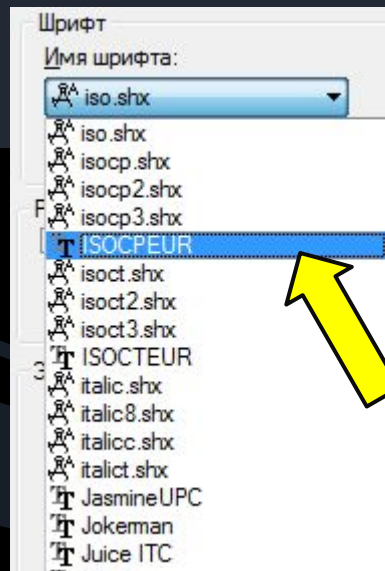 Шрифт
Имя шрифта:
iso.shx
iso.shx
isocp.shx
isocp2.shx
isocp3.shx
ISOCPEUR
isoct.shx
isoct2.shx
isoct3.shx
ISOCTEUR
italic.shx
italic8.shx
italicc.shx
italict.shx
JasmineUPC
Jokerman
Juice ITC